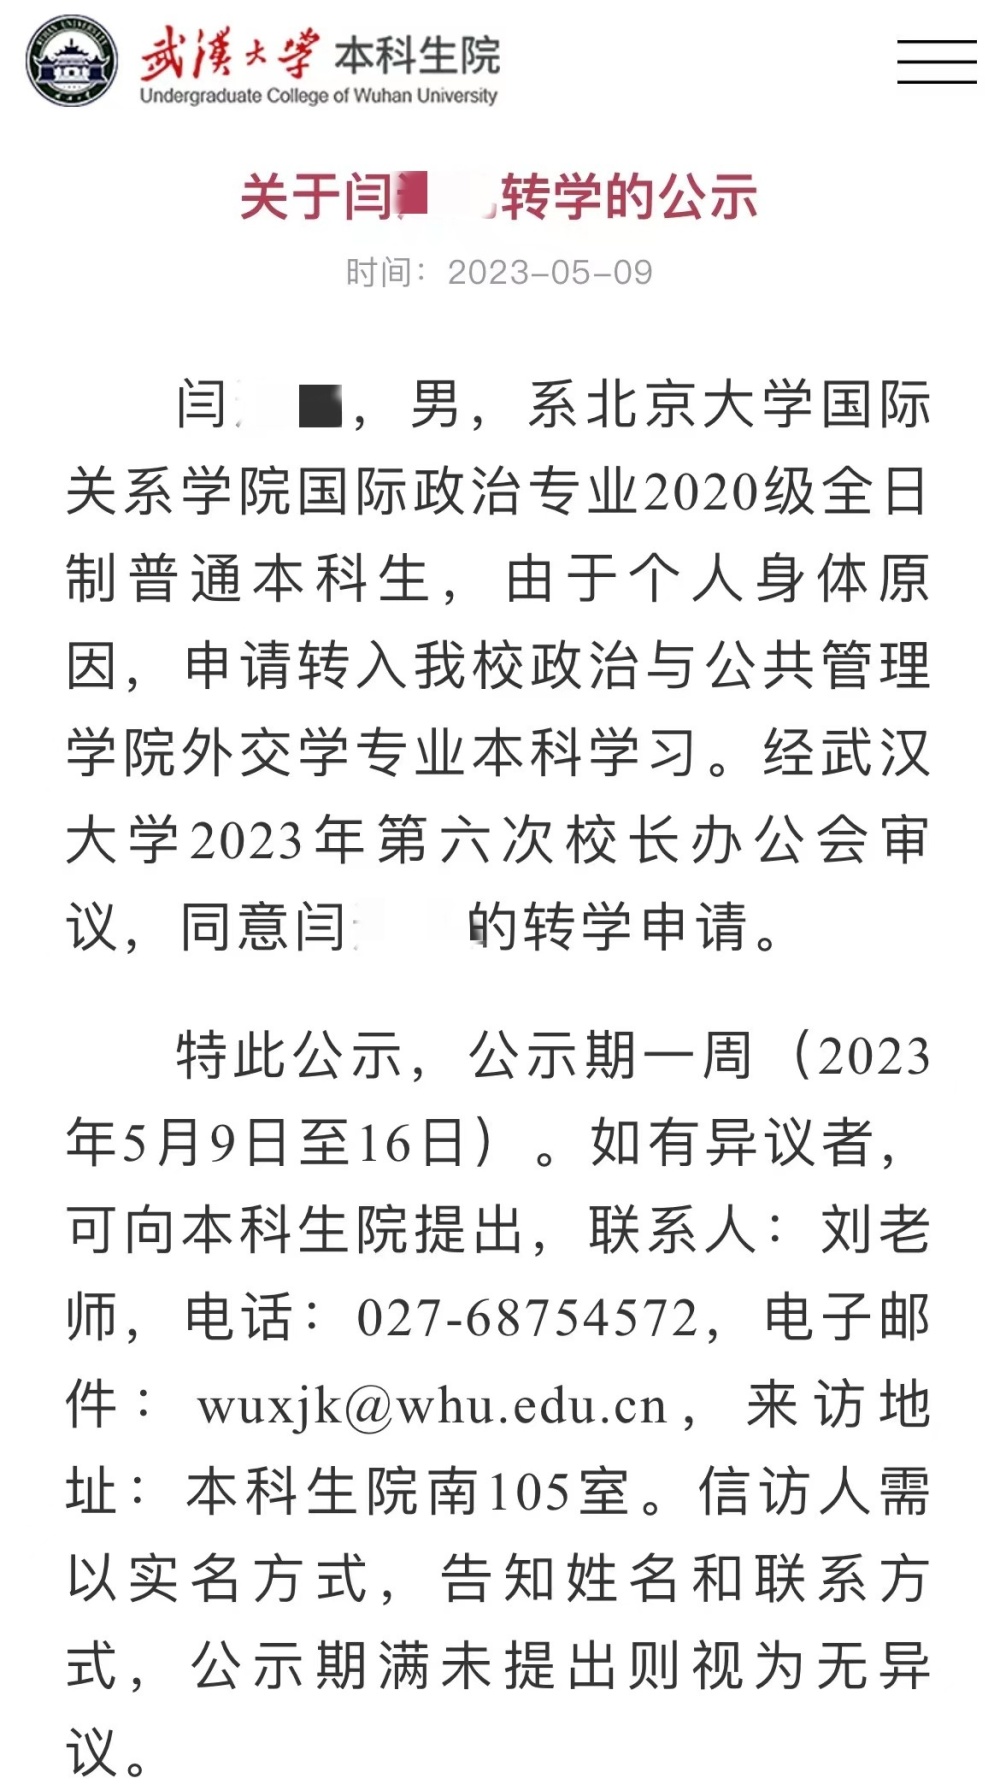 武漢大学 本科生院
Undergraduate College of Wuhan University
关于闫 转学的公示
时间：2023-05-09
闫 ，男，系北京大学国际
关系学院国际政治专业2020级全日
制普通本科生，由于个人身体原
因，申请转入我校政治与公共管理
学院外交学专业本科学习。经武汉
大学2023年第六次校长办公会审
议，同意闫 的转学申请。
特此公示，公示期一周（2023
年5月9日至16日）。如有异议者，
可向本科生院提出，联系人：刘老
师，电话：027-68754572，电子邮
件：wuxjk@whu.edu.cn，来访地
址：本科生院南105室。信访人需
以实名方式，告知姓名和联系方
式，公示期满未提出则视为无异
议。